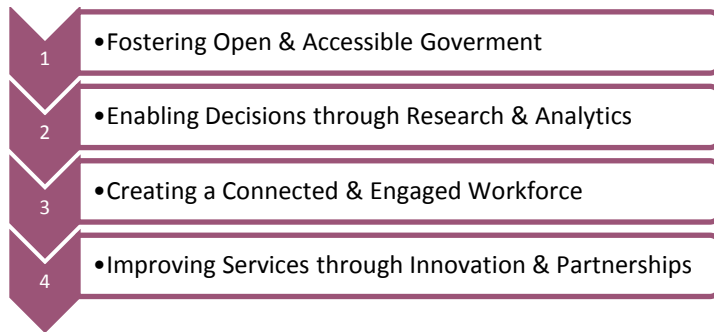 1
•Fostering Open & Accessible Goverment
2
•Enabling Decisions through Research & Analytics
3
•Creating a Connected & Engaged Workforce
4
•Improving Services through Innovation & Partnerships